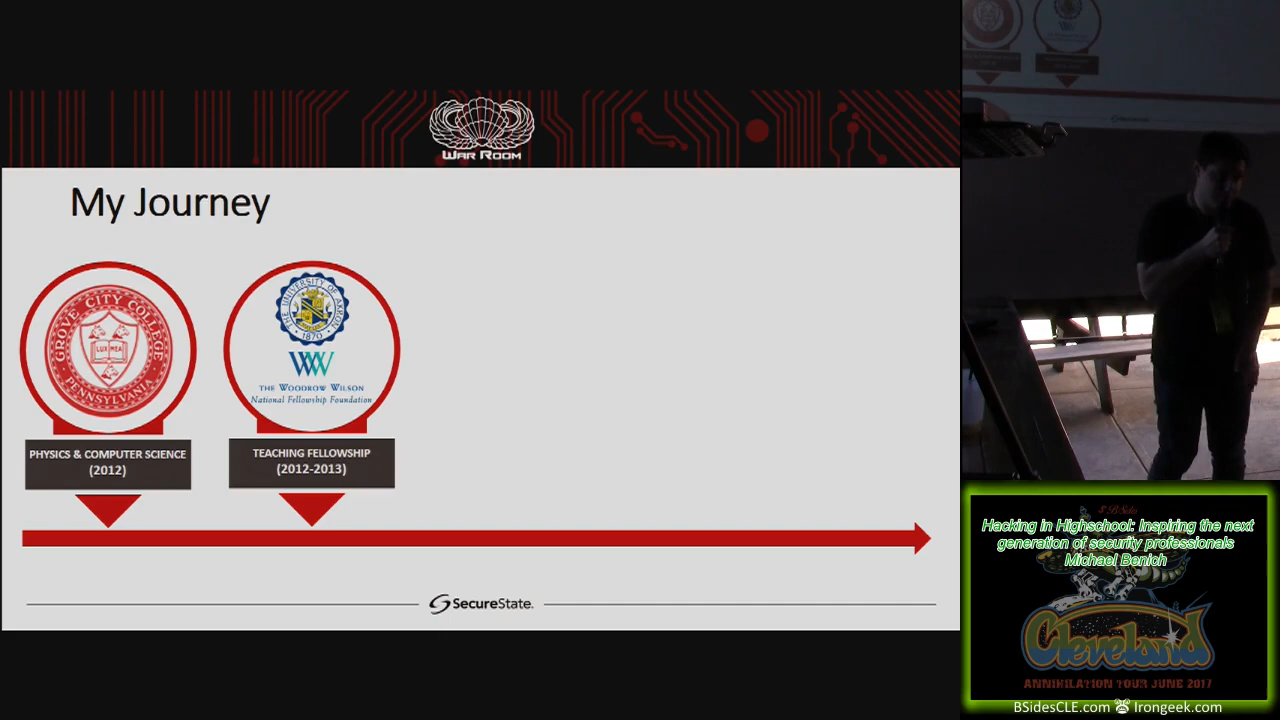 WAR ROOM
My Journey
GROVE CITY COLLEGE
LUX MEA
PENNSYLVANIA
THE UNIVERSITY OF AKRON
1870
WW
THE WOODROW WILSON
National Fellowship Foundation
PHYSICS & COMPUTER SCIENCE
(2012)
TEACHING FELLOWSHIP
(2012-2013)
SecureState.
Hacking in Highschool: Inspiring the next
generation of security professionals
Michael Benich
Cleveland
ANNIHILATION TOUR JUNE 2017
BSidesCLE.com Irongeek.com